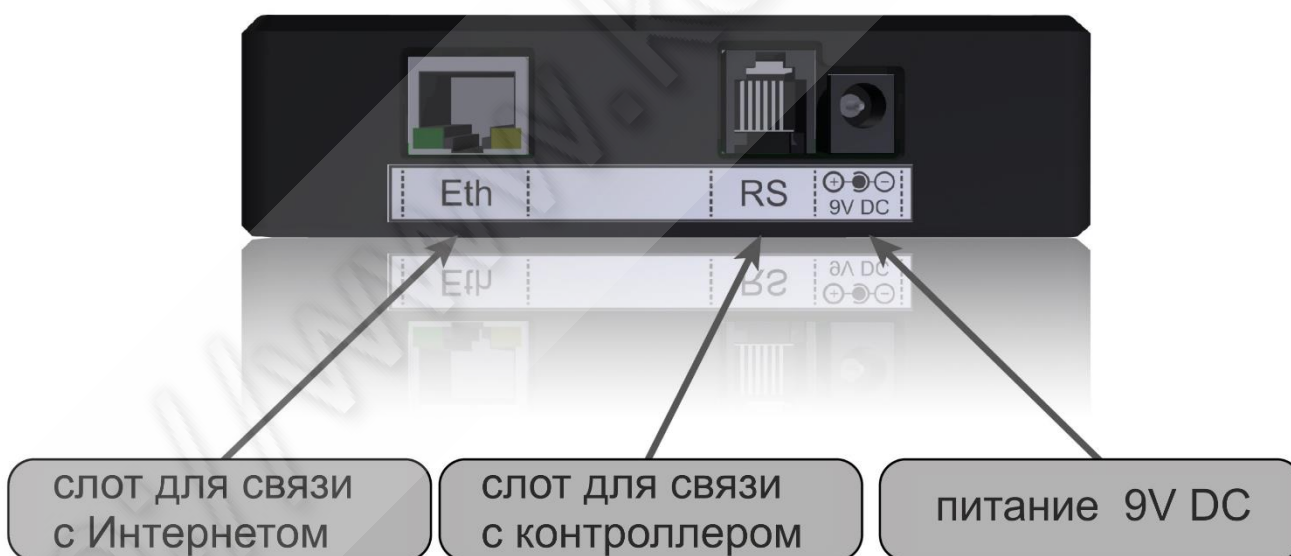 Eth
RS
9V DC
слот для связи
с Интернетом
слот для связи
с контроллером
питание 9V DC